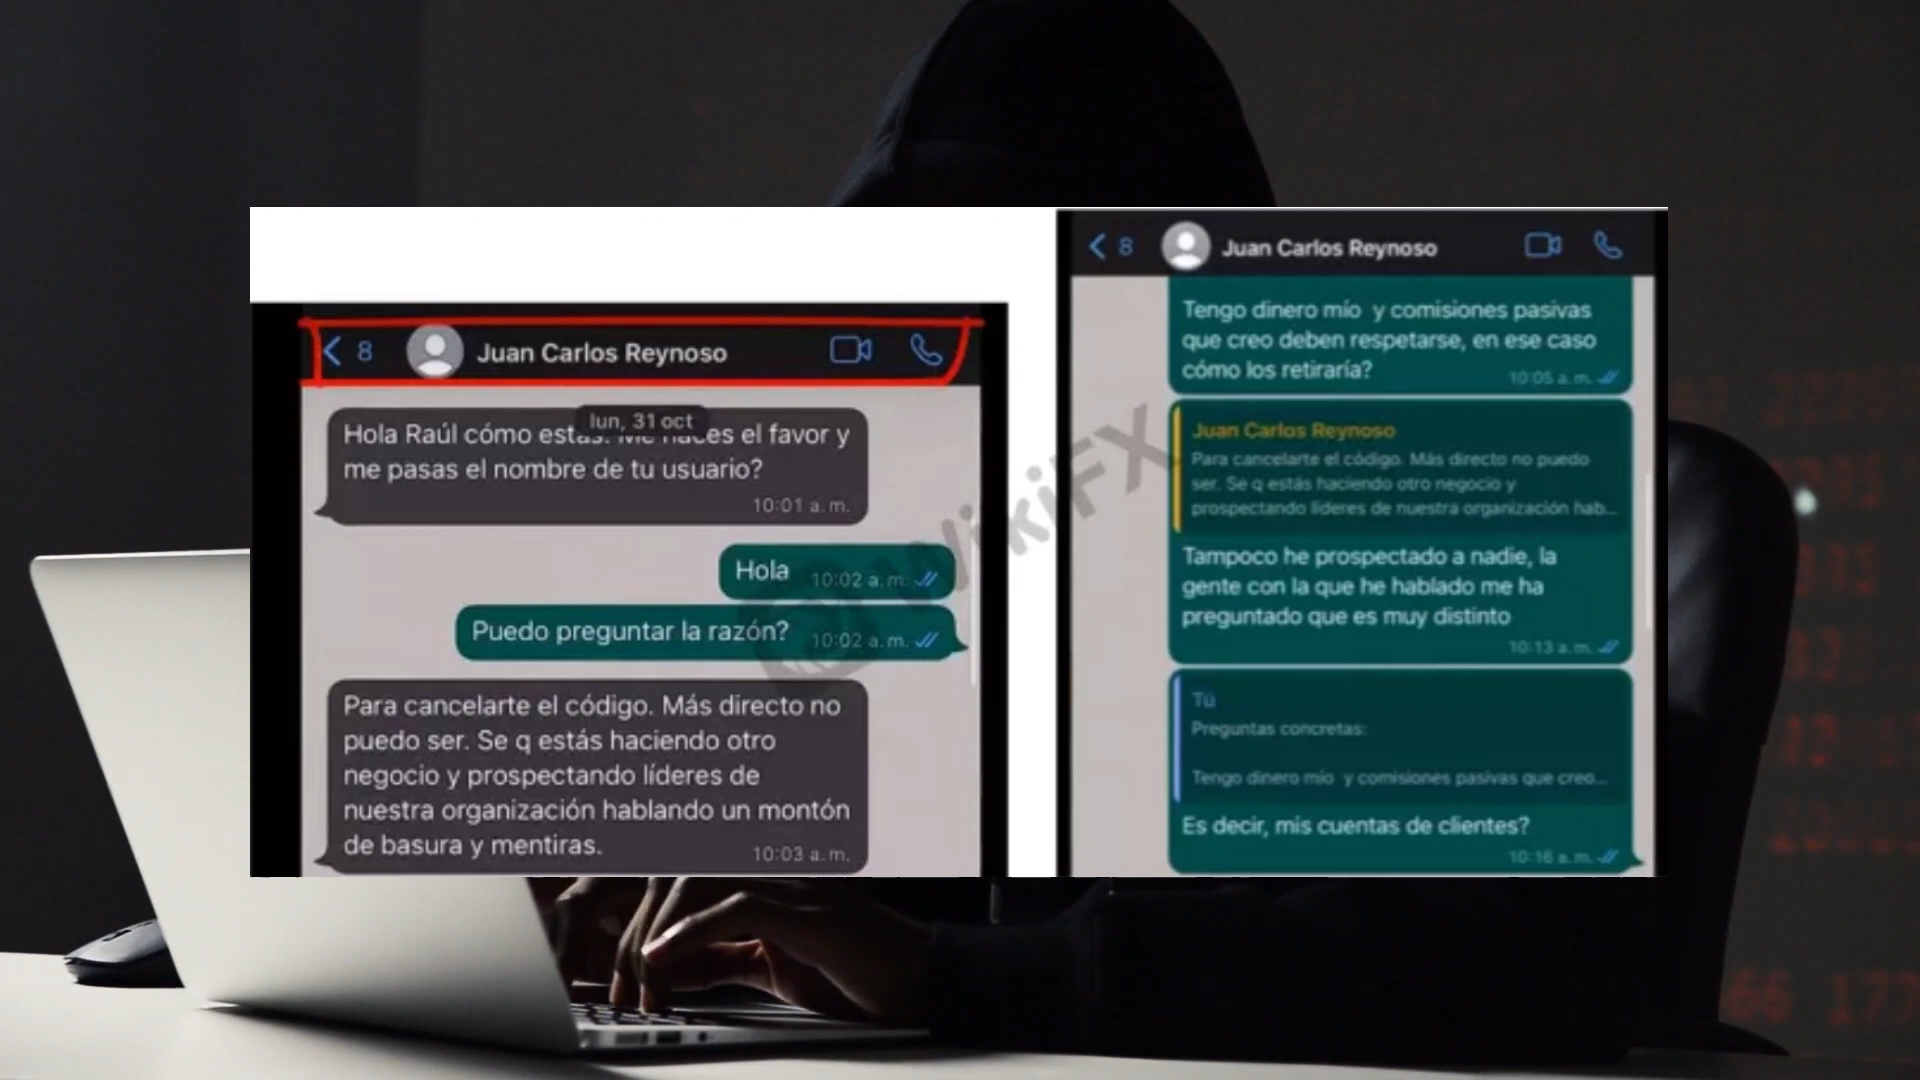 8 Juan Carlos Reynoso
lun, 31 oct
Hola Raúl cómo estás. Me haces el favor y
me pasas el nombre de tu usuario?
10:01 a. m.
Hola 10:02 a. m.
Puedo preguntar la razón? 10:02 a. m.
Para cancelarte el código. Más directo no
puedo ser. Se q estás haciendo otro
negocio y prospectando líderes de
nuestra organización hablando un montón
de basura y mentiras.
10:03 a. m.
8 Juan Carlos Reynoso
Tengo dinero mío y comisiones pasivas
que creo deben respetarse, en ese caso
cómo los retiraría?
10:05 a. m.
Juan Carlos Reynoso
Para cancelarte el código. Más directo no puedo
ser. Se q estás haciendo otro negocio y
prospectando líderes de nuestra organización hab...
Tampoco he prospectado a nadie, la
gente con la que he hablado me ha
preguntado que es muy distinto
10:13 a. m.
Tú
Preguntas concretas:
Tengo dinero mío y comisiones pasivas que creo...
Es decir, mis cuentas de clientes?
10:16 a. m.
WikiFX